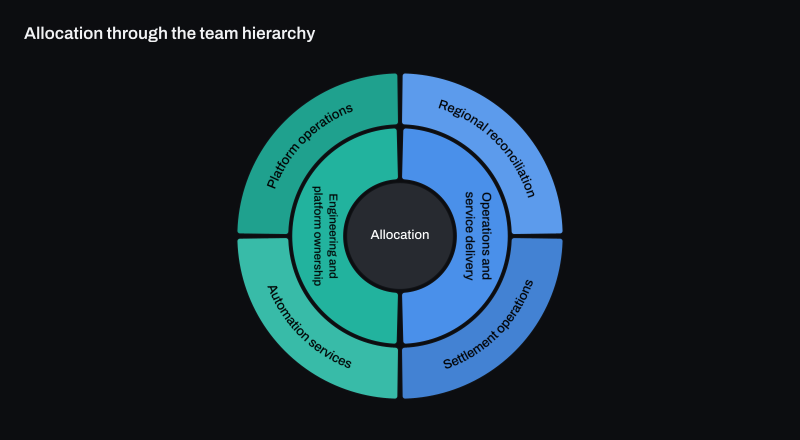 Allocation through the team hierarchy
Platform operations
Regional reconciliation
Engineering and
platform ownership
Allocation
Operations and
service delivery
Automation services
Settlement operations